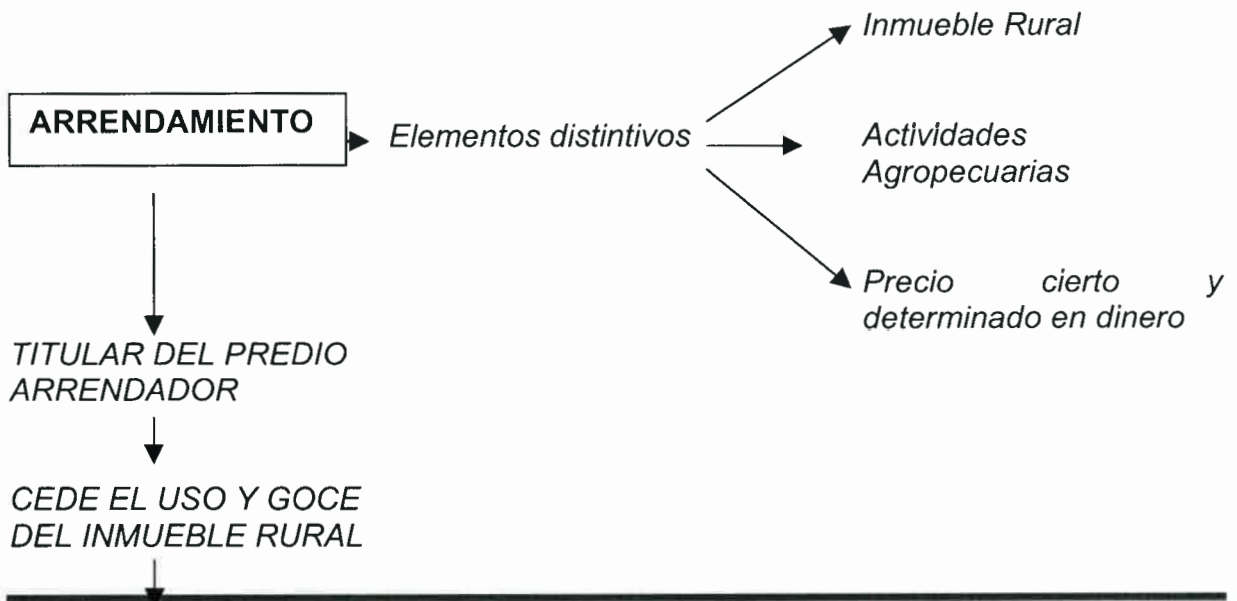 ARRENDAMIENTO
Elementos distintivos
Inmueble Rural
Actividades
Agropecuarias
Precio cierto y
determinado en dinero
TITULAR DEL PREDIO
ARRENDADOR
CEDE EL USO Y GOCE
DEL INMUEBLE RURAL